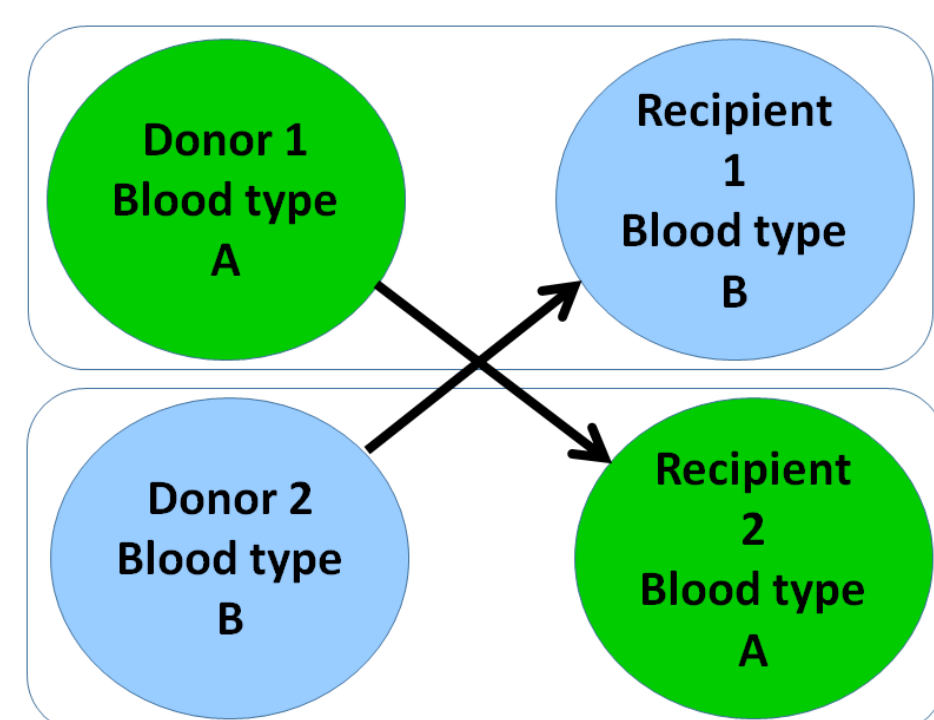 Donor 1
Blood type
A
Recipient
1
Blood type
B
Donor 2
Blood type
B
Recipient
2
Blood type
A